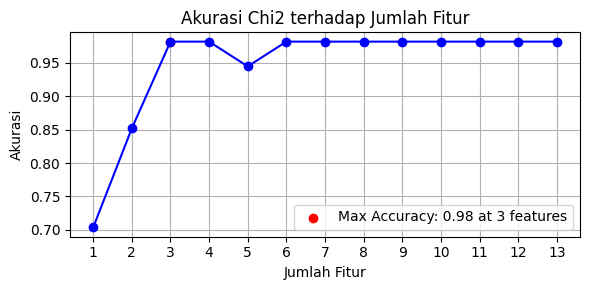 Akurasi Chi2 terhadap Jumlah Fitur
Akurasi
0.95
0.90
0.85
0.80
0.75
0.70
Max Accuracy: 0.98 at 3 features
1 2 3 4 5 6 7 8 9 10 11 12 13
Jumlah Fitur